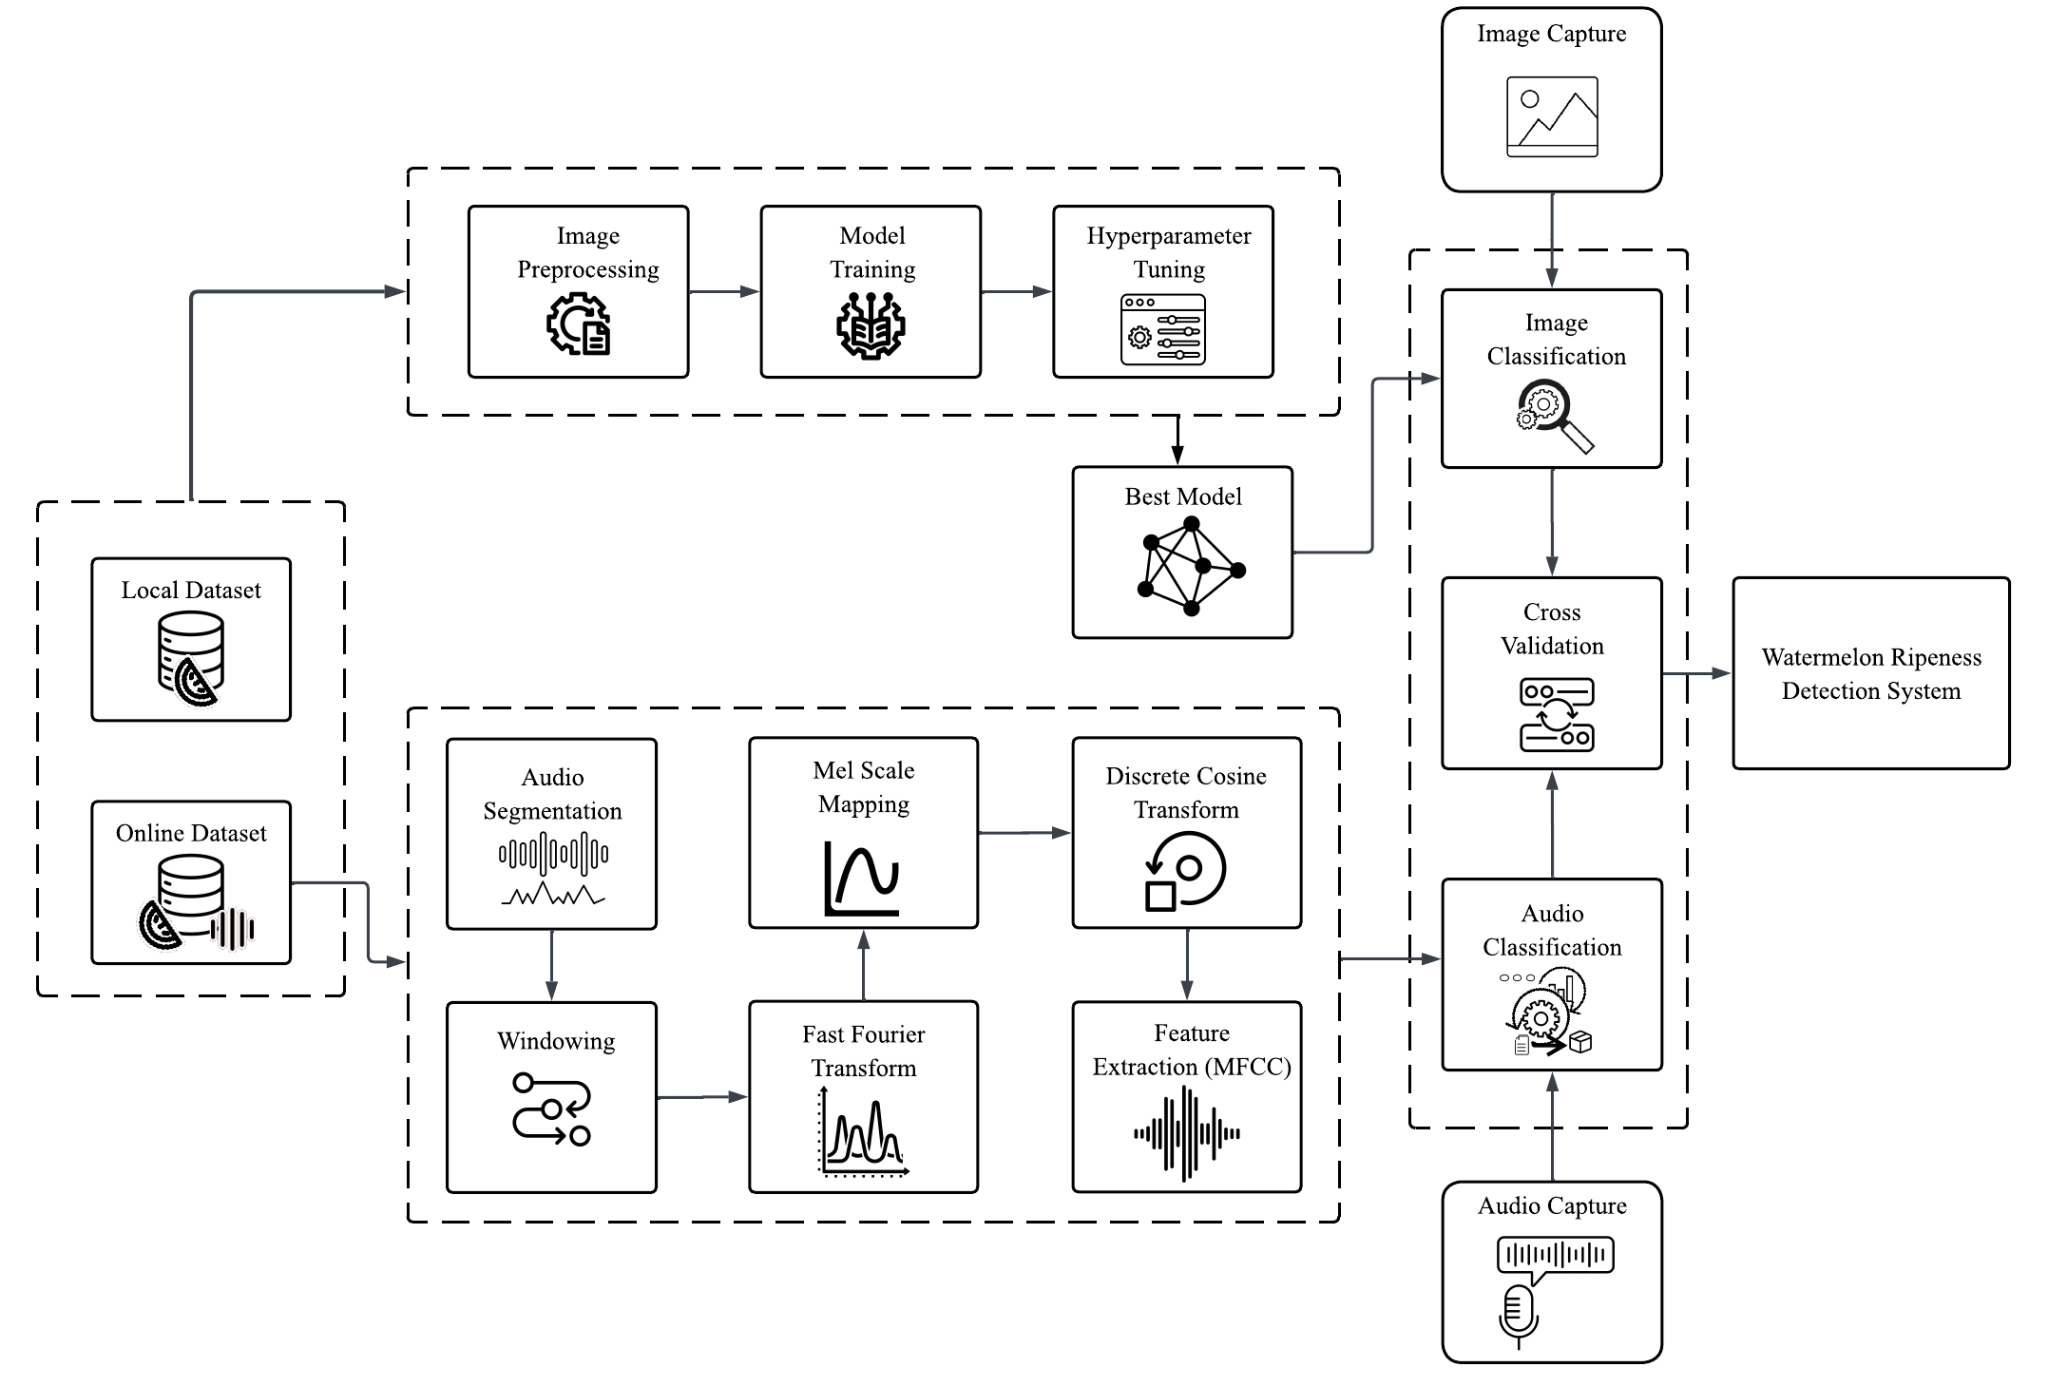 Image Capture
Image
Preprocessing
Model
Training
Hyperparameter
Tuning
Image
Classification
Best Model
Local Dataset
Cross
Validation
Watermelon Ripeness
Detection System
Online Dataset
Audio
Segmentation
Mel Scale
Mapping
Discrete Cosine
Transform
Audio
Classification
Windowing
Fast Fourier
Transform
Feature
Extraction (MFCC)
Audio Capture